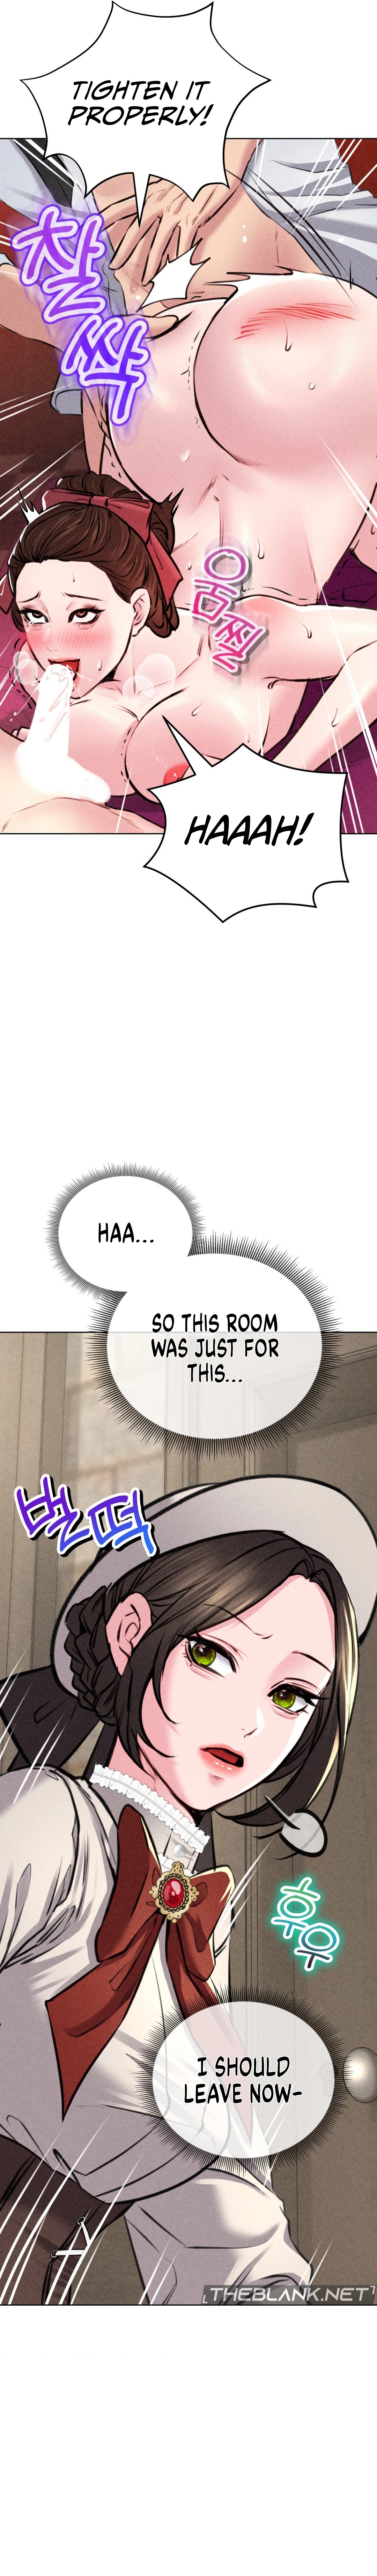 TIGHTEN IT
PROPERLY!
찰
싹
움
찔
HAAAH!
HAA...
SO THIS ROOM
WAS JUST FOR
THIS...
벌떡
후우
I SHOULD
LEAVE NOW-
THEBLANK.NET